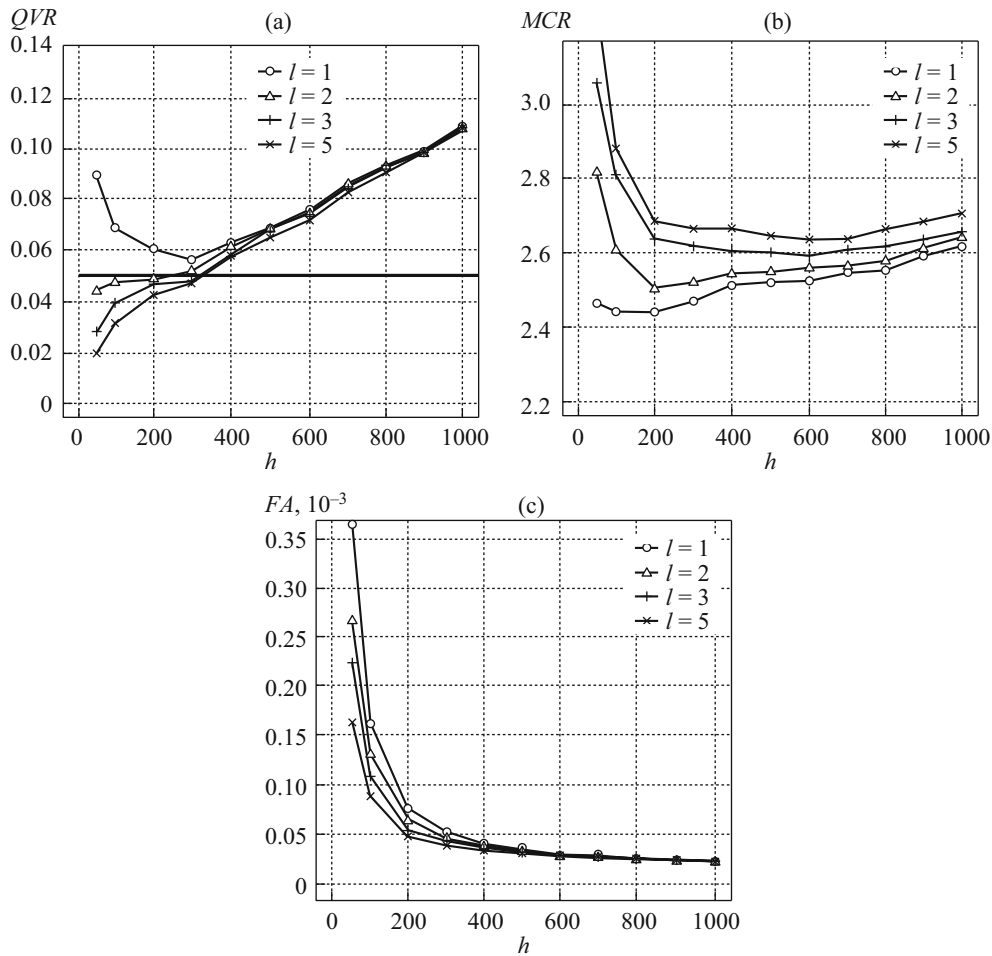 QVR
(a)
0.14
0.12
0.10
0.08
0.06
0.04
0.02
0
l = 1
l = 2
l = 3
l = 5
0 200 400 600 800 1000
h
MCR
(b)
3.0
2.8
2.6
2.4
2.2
l = 1
l = 2
l = 3
l = 5
0 200 400 600 800 1000
h
FA, 10⁻³
(c)
0.35
0.30
0.25
0.20
0.15
0.10
0.05
0
l = 1
l = 2
l = 3
l = 5
0 200 400 600 800 1000
h